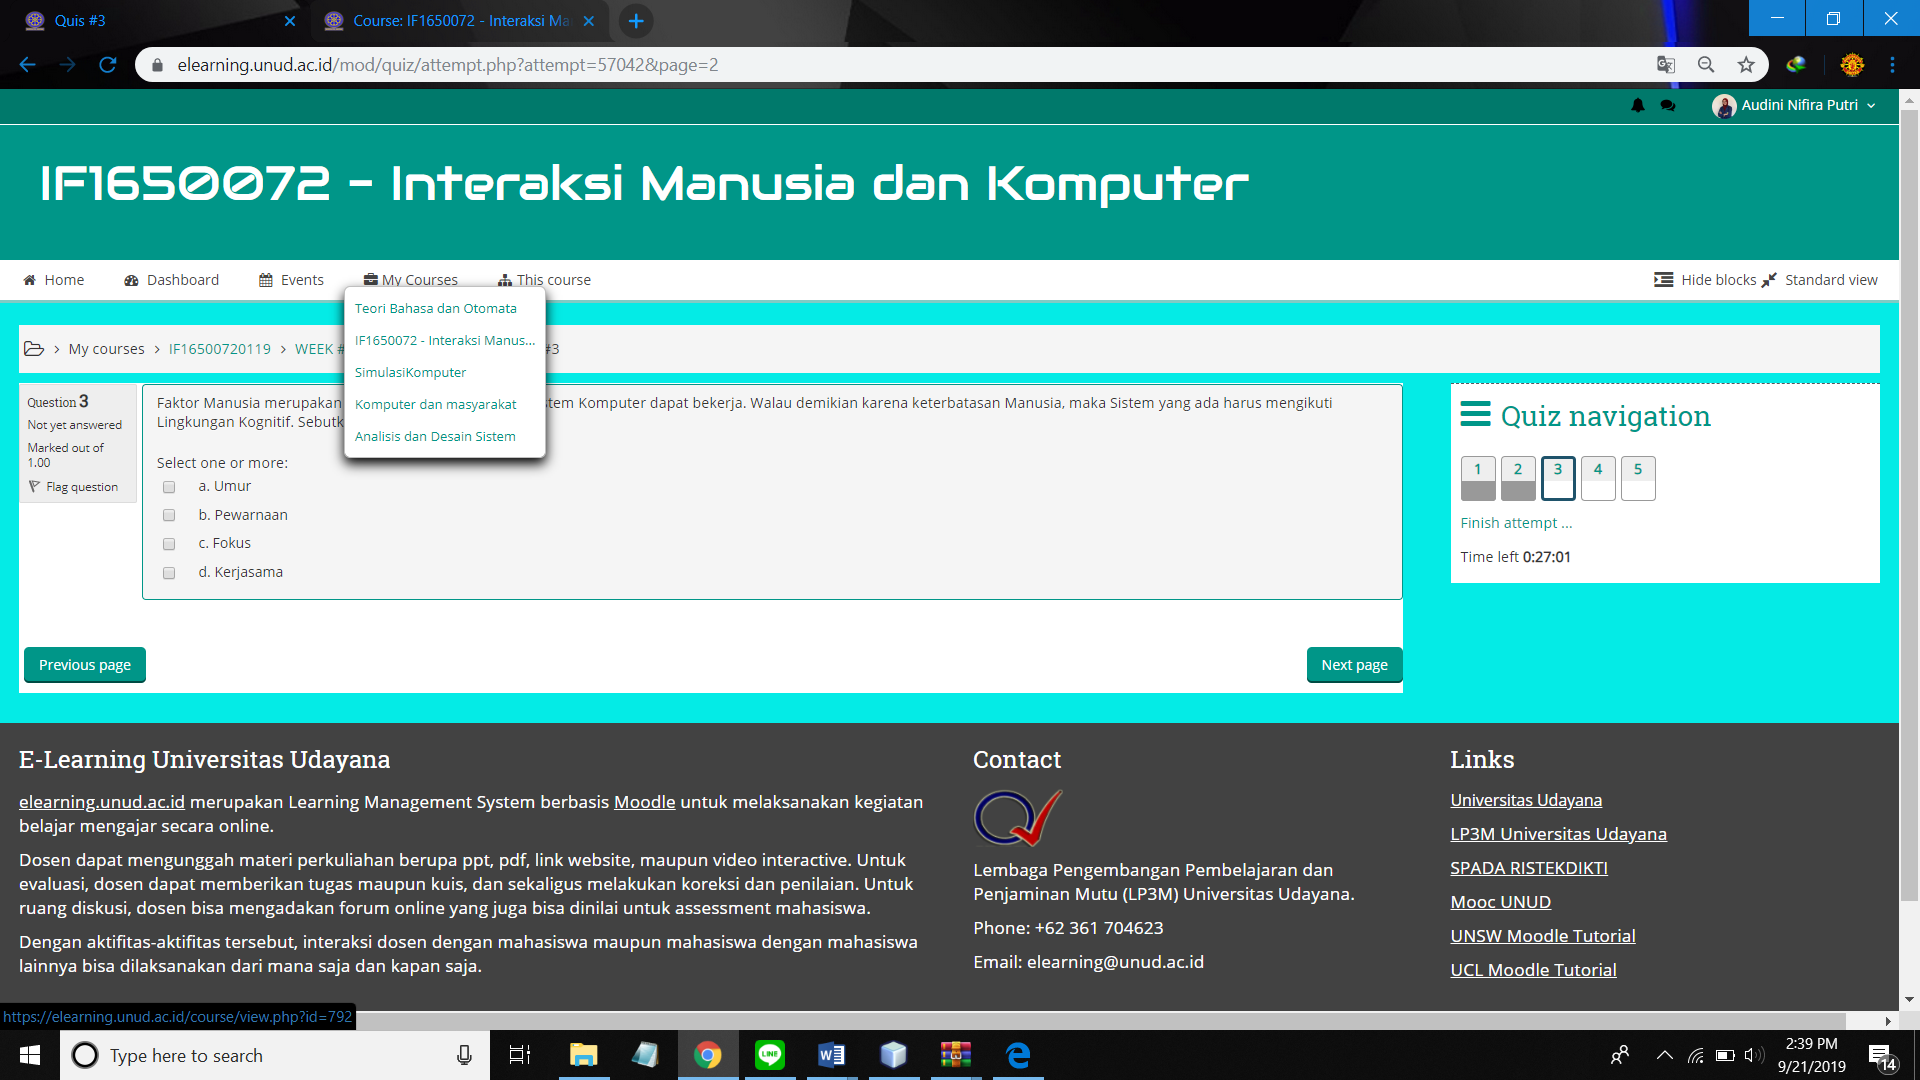 Quis #3
Course: IF1650072 - Interaksi Ma
elearning.unud.ac.id/mod/quiz/attempt.php?attempt=57042&page=2
Audini Nifira Putri
IF1650072 - Interaksi Manusia dan Komputer
Home
Dashboard
Events
My Courses
This course
Hide blocks
Standard view
Teori Bahasa dan Otomata
IF1650072 - Interaksi Manus...
SimulasiKomputer
Komputer dan masyarakat
Analisis dan Desain Sistem
My courses
IF16500720119
WEEK #
#3
Question 3
Not yet answered
Marked out of
1.00
Flag question
Faktor Manusia merupakan stem Komputer dapat bekerja. Walau demikian karena keterbatasan Manusia, maka Sistem yang ada harus mengikuti
Lingkungan Kognitif. Sebutk
Select one or more:
a. Umur
b. Pewarnaan
c. Fokus
d. Kerjasama
Previous page
Next page
Quiz navigation
1 2 3 4 5
Finish attempt ...
Time left 0:27:01
E-Learning Universitas Udayana
elearning.unud.ac.id merupakan Learning Management System berbasis Moodle untuk melaksanakan kegiatan
belajar mengajar secara online.
Dosen dapat mengunggah materi perkuliahan berupa ppt, pdf, link website, maupun video interactive. Untuk
evaluasi, dosen dapat memberikan tugas maupun kuis, dan sekaligus melakukan koreksi dan penilaian. Untuk
ruang diskusi, dosen bisa mengadakan forum online yang juga bisa dinilai untuk assessment mahasiswa.
Dengan aktifitas-aktifitas tersebut, interaksi dosen dengan mahasiswa maupun mahasiswa dengan mahasiswa
lainnya bisa dilaksanakan dari mana saja dan kapan saja.
Contact
Lembaga Pengembangan Pembelajaran dan
Penjaminan Mutu (LP3M) Universitas Udayana.
Phone: +62 361 704623
Email: elearning@unud.ac.id
Links
Universitas Udayana
LP3M Universitas Udayana
SPADA RISTEKDIKTI
Mooc UNUD
UNSW Moodle Tutorial
UCL Moodle Tutorial
https://elearning.unud.ac.id/course/view.php?id=792
Type here to search
LINE
2:39 PM
9/21/2019
14